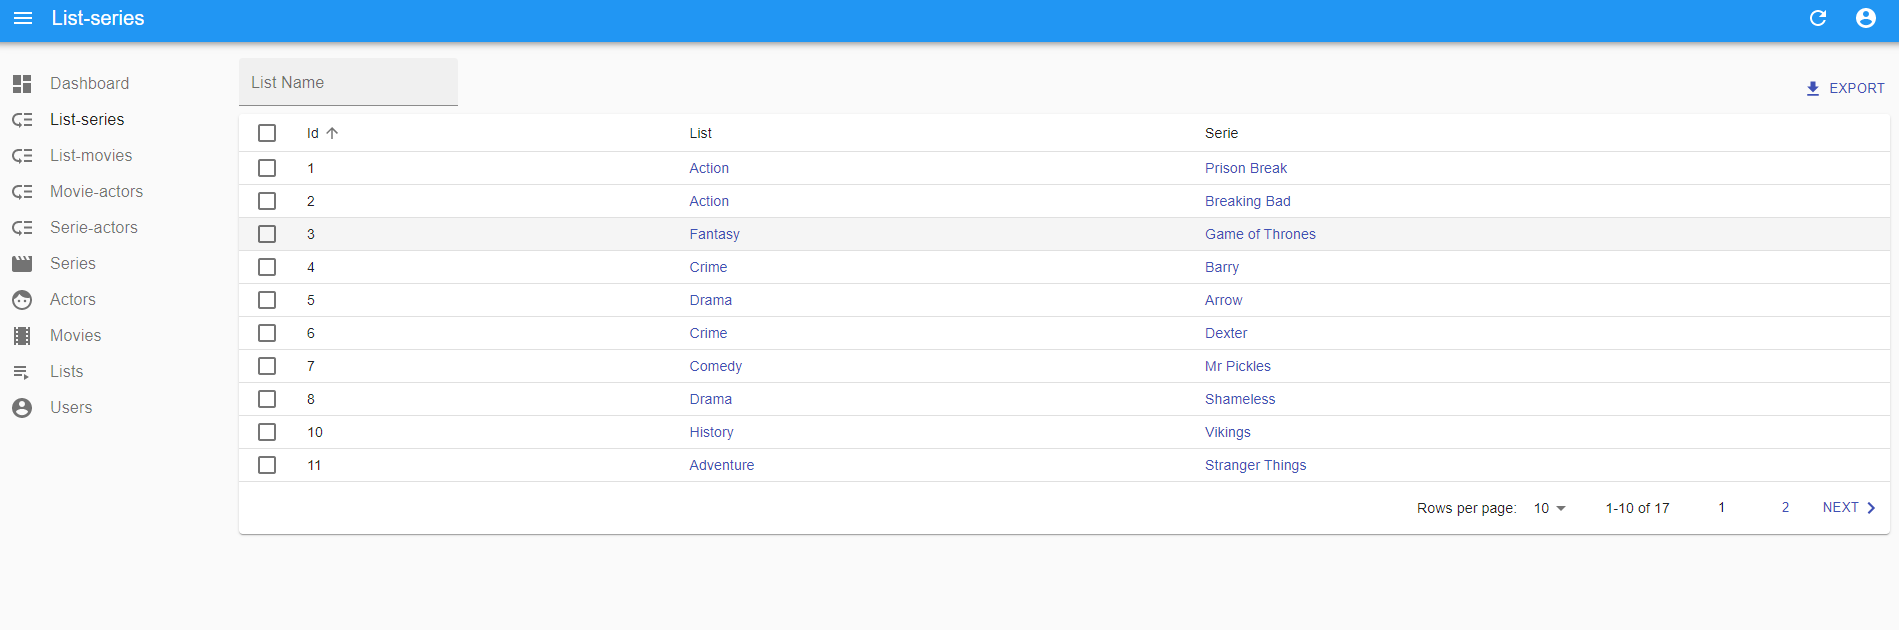 List-series
Dashboard
List-series
List-movies
Movie-actors
Serie-actors
Series
Actors
Movies
Lists
Users
List Name
EXPORT
Id List Serie
1 Action Prison Break
2 Action Breaking Bad
3 Fantasy Game of Thrones
4 Crime Barry
5 Drama Arrow
6 Crime Dexter
7 Comedy Mr Pickles
8 Drama Shameless
10 History Vikings
11 Adventure Stranger Things
Rows per page: 10 1-10 of 17 1 2 NEXT